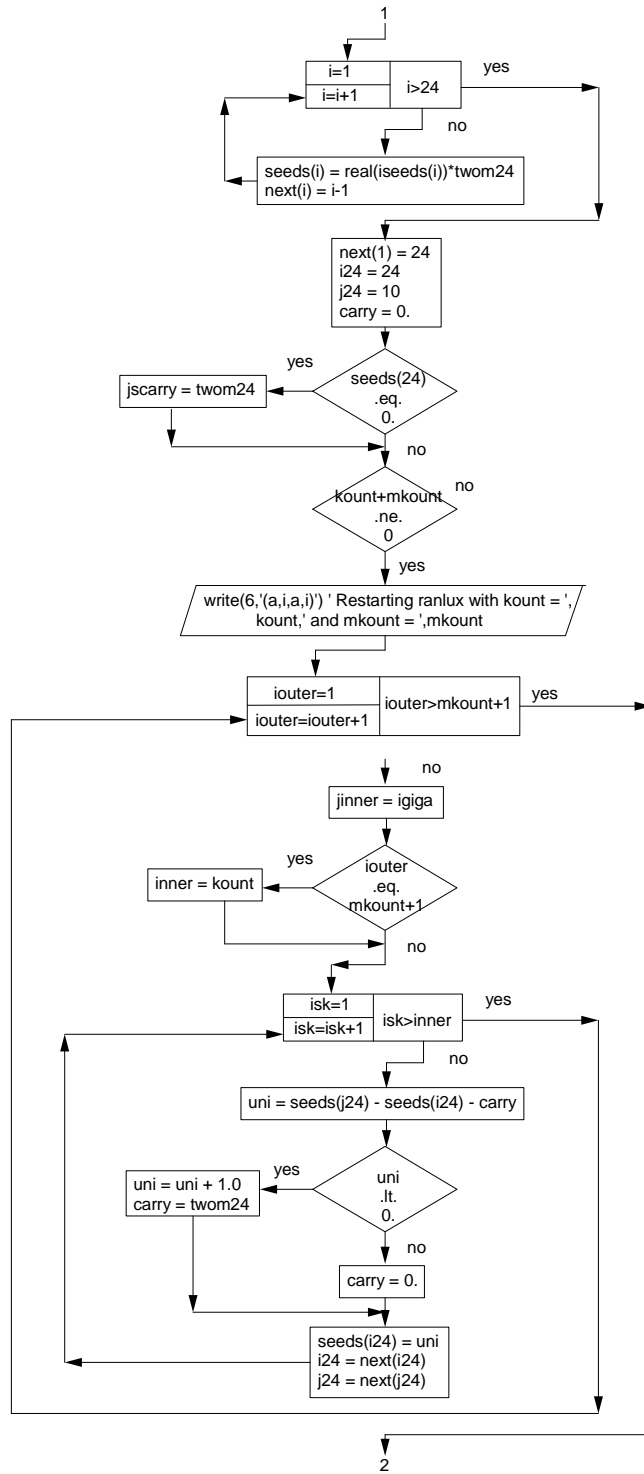 1
i=1
i=i+1
i>24
yes
no
seeds(i) = real(iseeds(i))*twom24
next(i) = i-1
next(1) = 24
i24 = 24
j24 = 10
carry = 0.
yes
seeds(24)
.eq.
0.
jscarry = twom24
no
kount+mkount
.ne.
0
no
yes
write(6,'(a,i,a,i)') ' Restarting ranlux with kount = ',
kount,' and mkount = ',mkount
iouter=1
iouter=iouter+1
iouter>mkount+1
yes
no
jinner = igiga
yes
iouter
.eq.
mkount+1
inner = kount
no
isk=1
isk=isk+1
isk>inner
yes
no
uni = seeds(j24) - seeds(i24) - carry
yes
uni
.lt.
0.
uni = uni + 1.0
carry = twom24
no
carry = 0.
seeds(i24) = uni
i24 = next(i24)
j24 = next(j24)
2